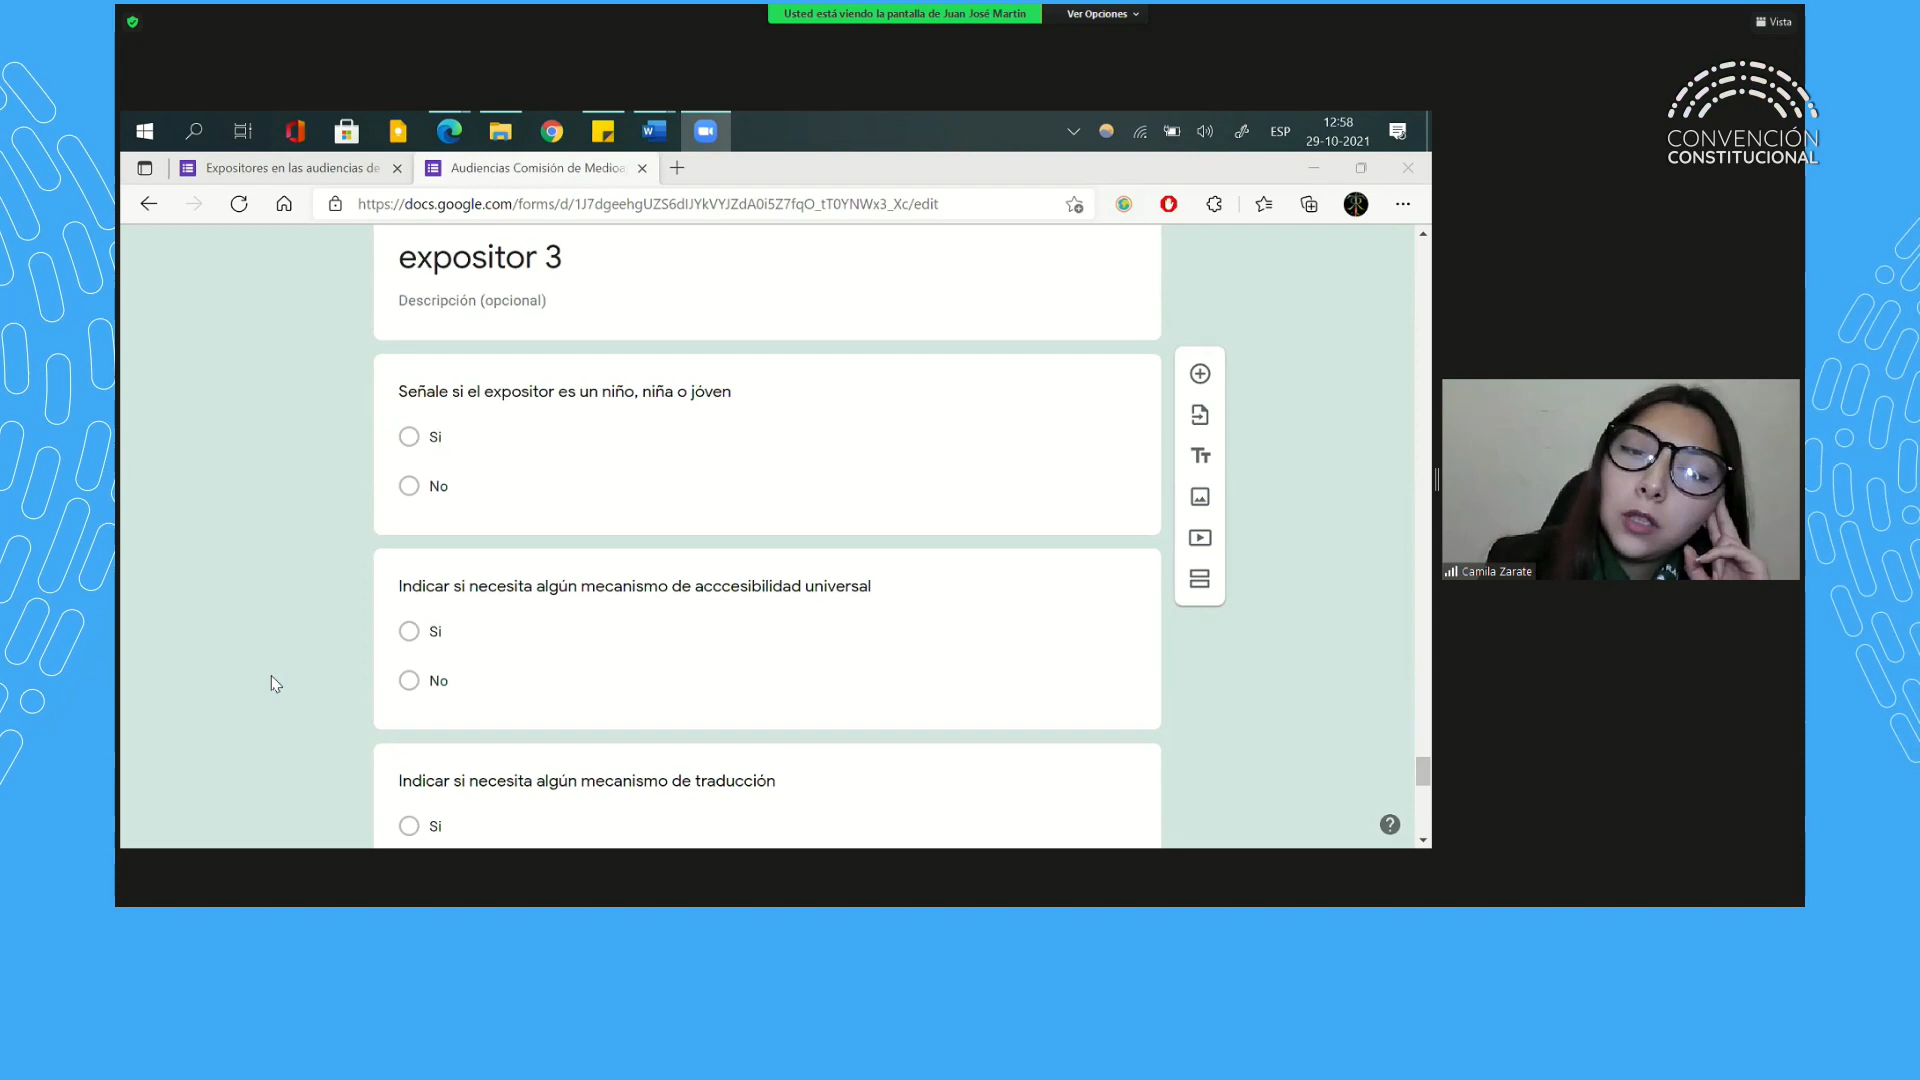 Usted está viendo la pantalla de Juan José Martin
Ver Opciones
Vista
CONVENCIÓN
CONSTITUCIONAL
ESP
12:58
29-10-2021
Expositores en las audiencias de
Audiencias Comisión de Medioa
https://docs.google.com/forms/d/1J7dgeehgUZS6dIJYkVYJZdA0i5Z7fqO_tT0YNWx3_Xc/edit
expositor 3
Descripción (opcional)
Señale si el expositor es un niño, niña o jóven
Si
No
Indicar si necesita algún mecanismo de acccesibilidad universal
Si
No
Indicar si necesita algún mecanismo de traducción
Si
Camila Zarate